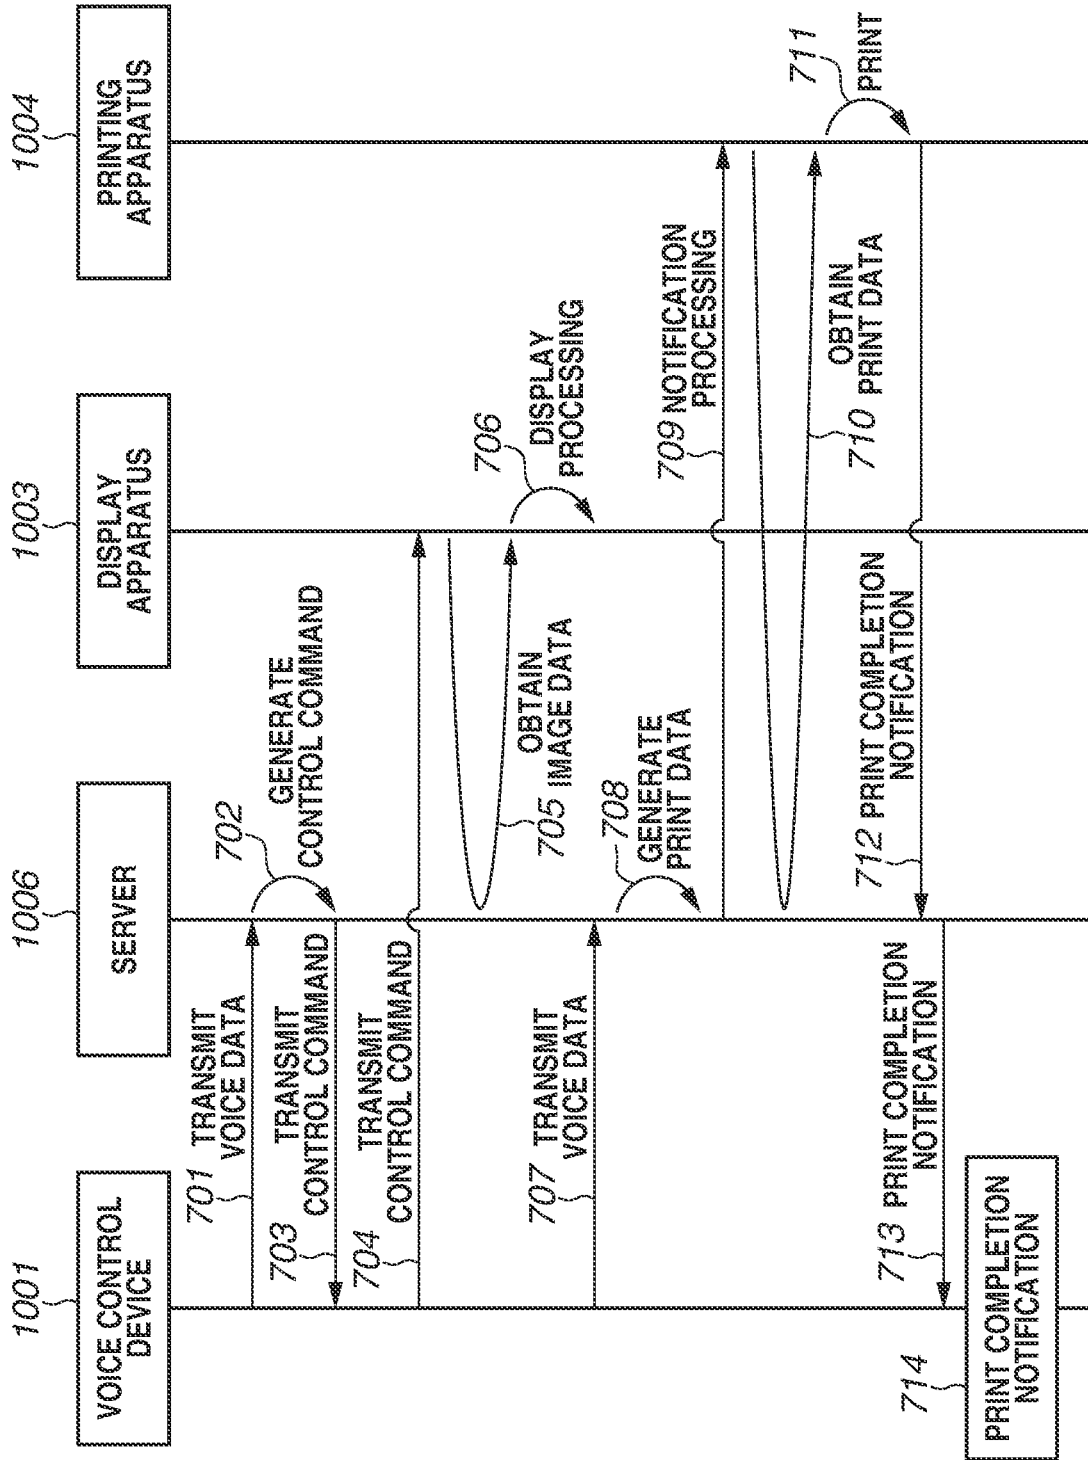 1001
VOICE CONTROL
DEVICE
1006
SERVER
1003
DISPLAY
APPARATUS
1004
PRINTING
APPARATUS
701
TRANSMIT
VOICE DATA
702
GENERATE
CONTROL COMMAND
703
TRANSMIT
CONTROL COMMAND
704
TRANSMIT
CONTROL COMMAND
705
OBTAIN
IMAGE DATA
706
DISPLAY
PROCESSING
707
TRANSMIT
VOICE DATA
708
GENERATE
PRINT DATA
709
NOTIFICATION
PROCESSING
710
OBTAIN
PRINT DATA
711
PRINT
712
PRINT COMPLETION
NOTIFICATION
713
PRINT COMPLETION
NOTIFICATION
714
PRINT COMPLETION
NOTIFICATION